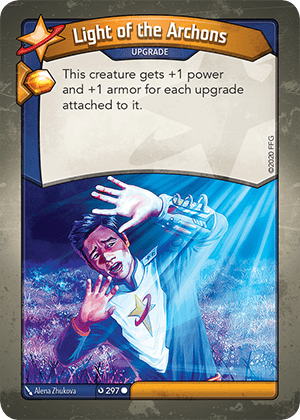 Light of the Archons
UPGRADE
This creature gets +1 power
and +1 armor for each upgrade
attached to it.
©2020 FFG
Alena Zhukova
297